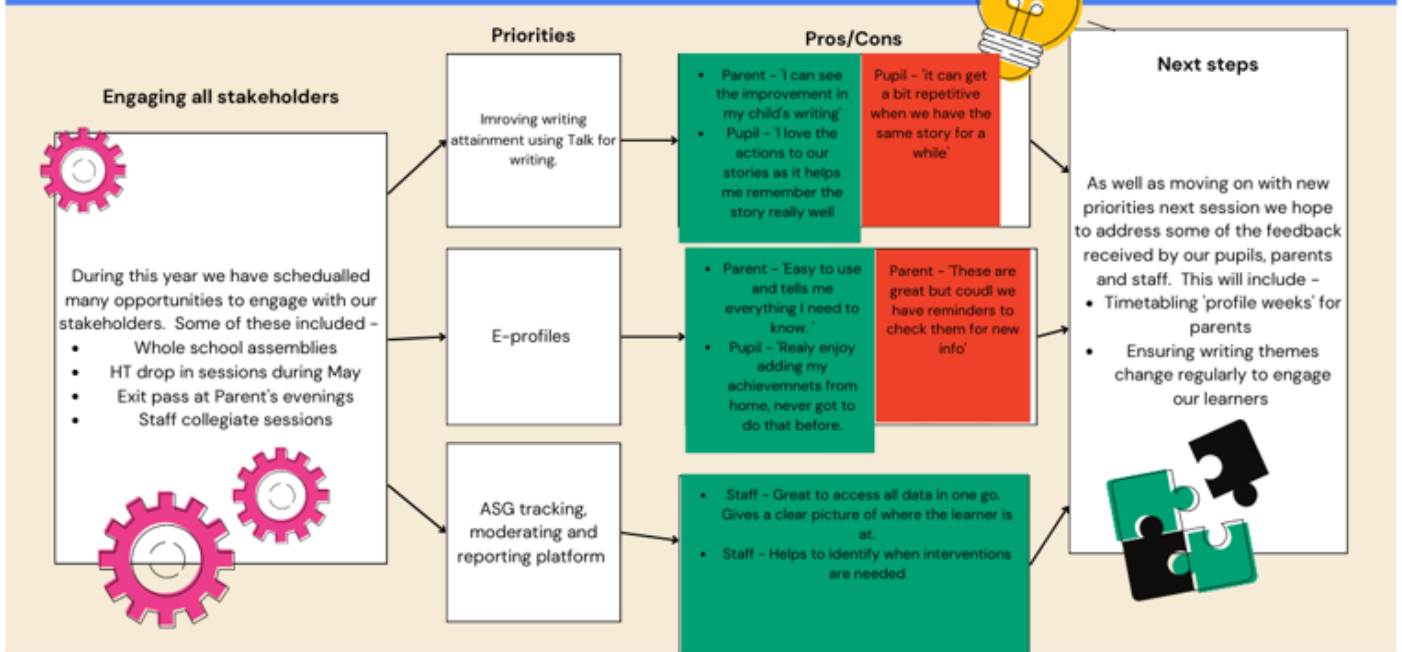 Engaging all stakeholders
During this year we have schedualled
many opportunities to engage with our
stakeholders. Some of these included -
• Whole school assemblies
• HT drop in sessions during May
• Exit pass at Parent's evenings
• Staff collegiate sessions
Priorities
Imroving writing
attainment using Talk for
writing.
E-profiles
ASG tracking,
moderating and
reporting platform
Pros/Cons
• Parent - 'I can see
the improvement in
my child's writing'
• Pupil - 'I love the
actions to our
stories as it helps
me remember the
story really well
Pupil - 'it can get
a bit repetitive
when we have the
same story for a
while'
• Parent - 'Easy to use
and tells me
everything I need to
know. '
• Pupil - 'Realy enjoy
adding my
achievemnets from
home, never got to
do that before.
Parent - 'These are
great but coudl we
have reminders to
check them for new
info'
• Staff - Great to access all data in one go.
Gives a clear picture of where the learner is
at.
• Staff - Helps to identify when interventions
are needed
Next steps
As well as moving on with new
priorities next session we hope
to address some of the feedback
received by our pupils, parents
and staff. This will include -
• Timetabling 'profile weeks' for
parents
• Ensuring writing themes
change regularly to engage
our learners